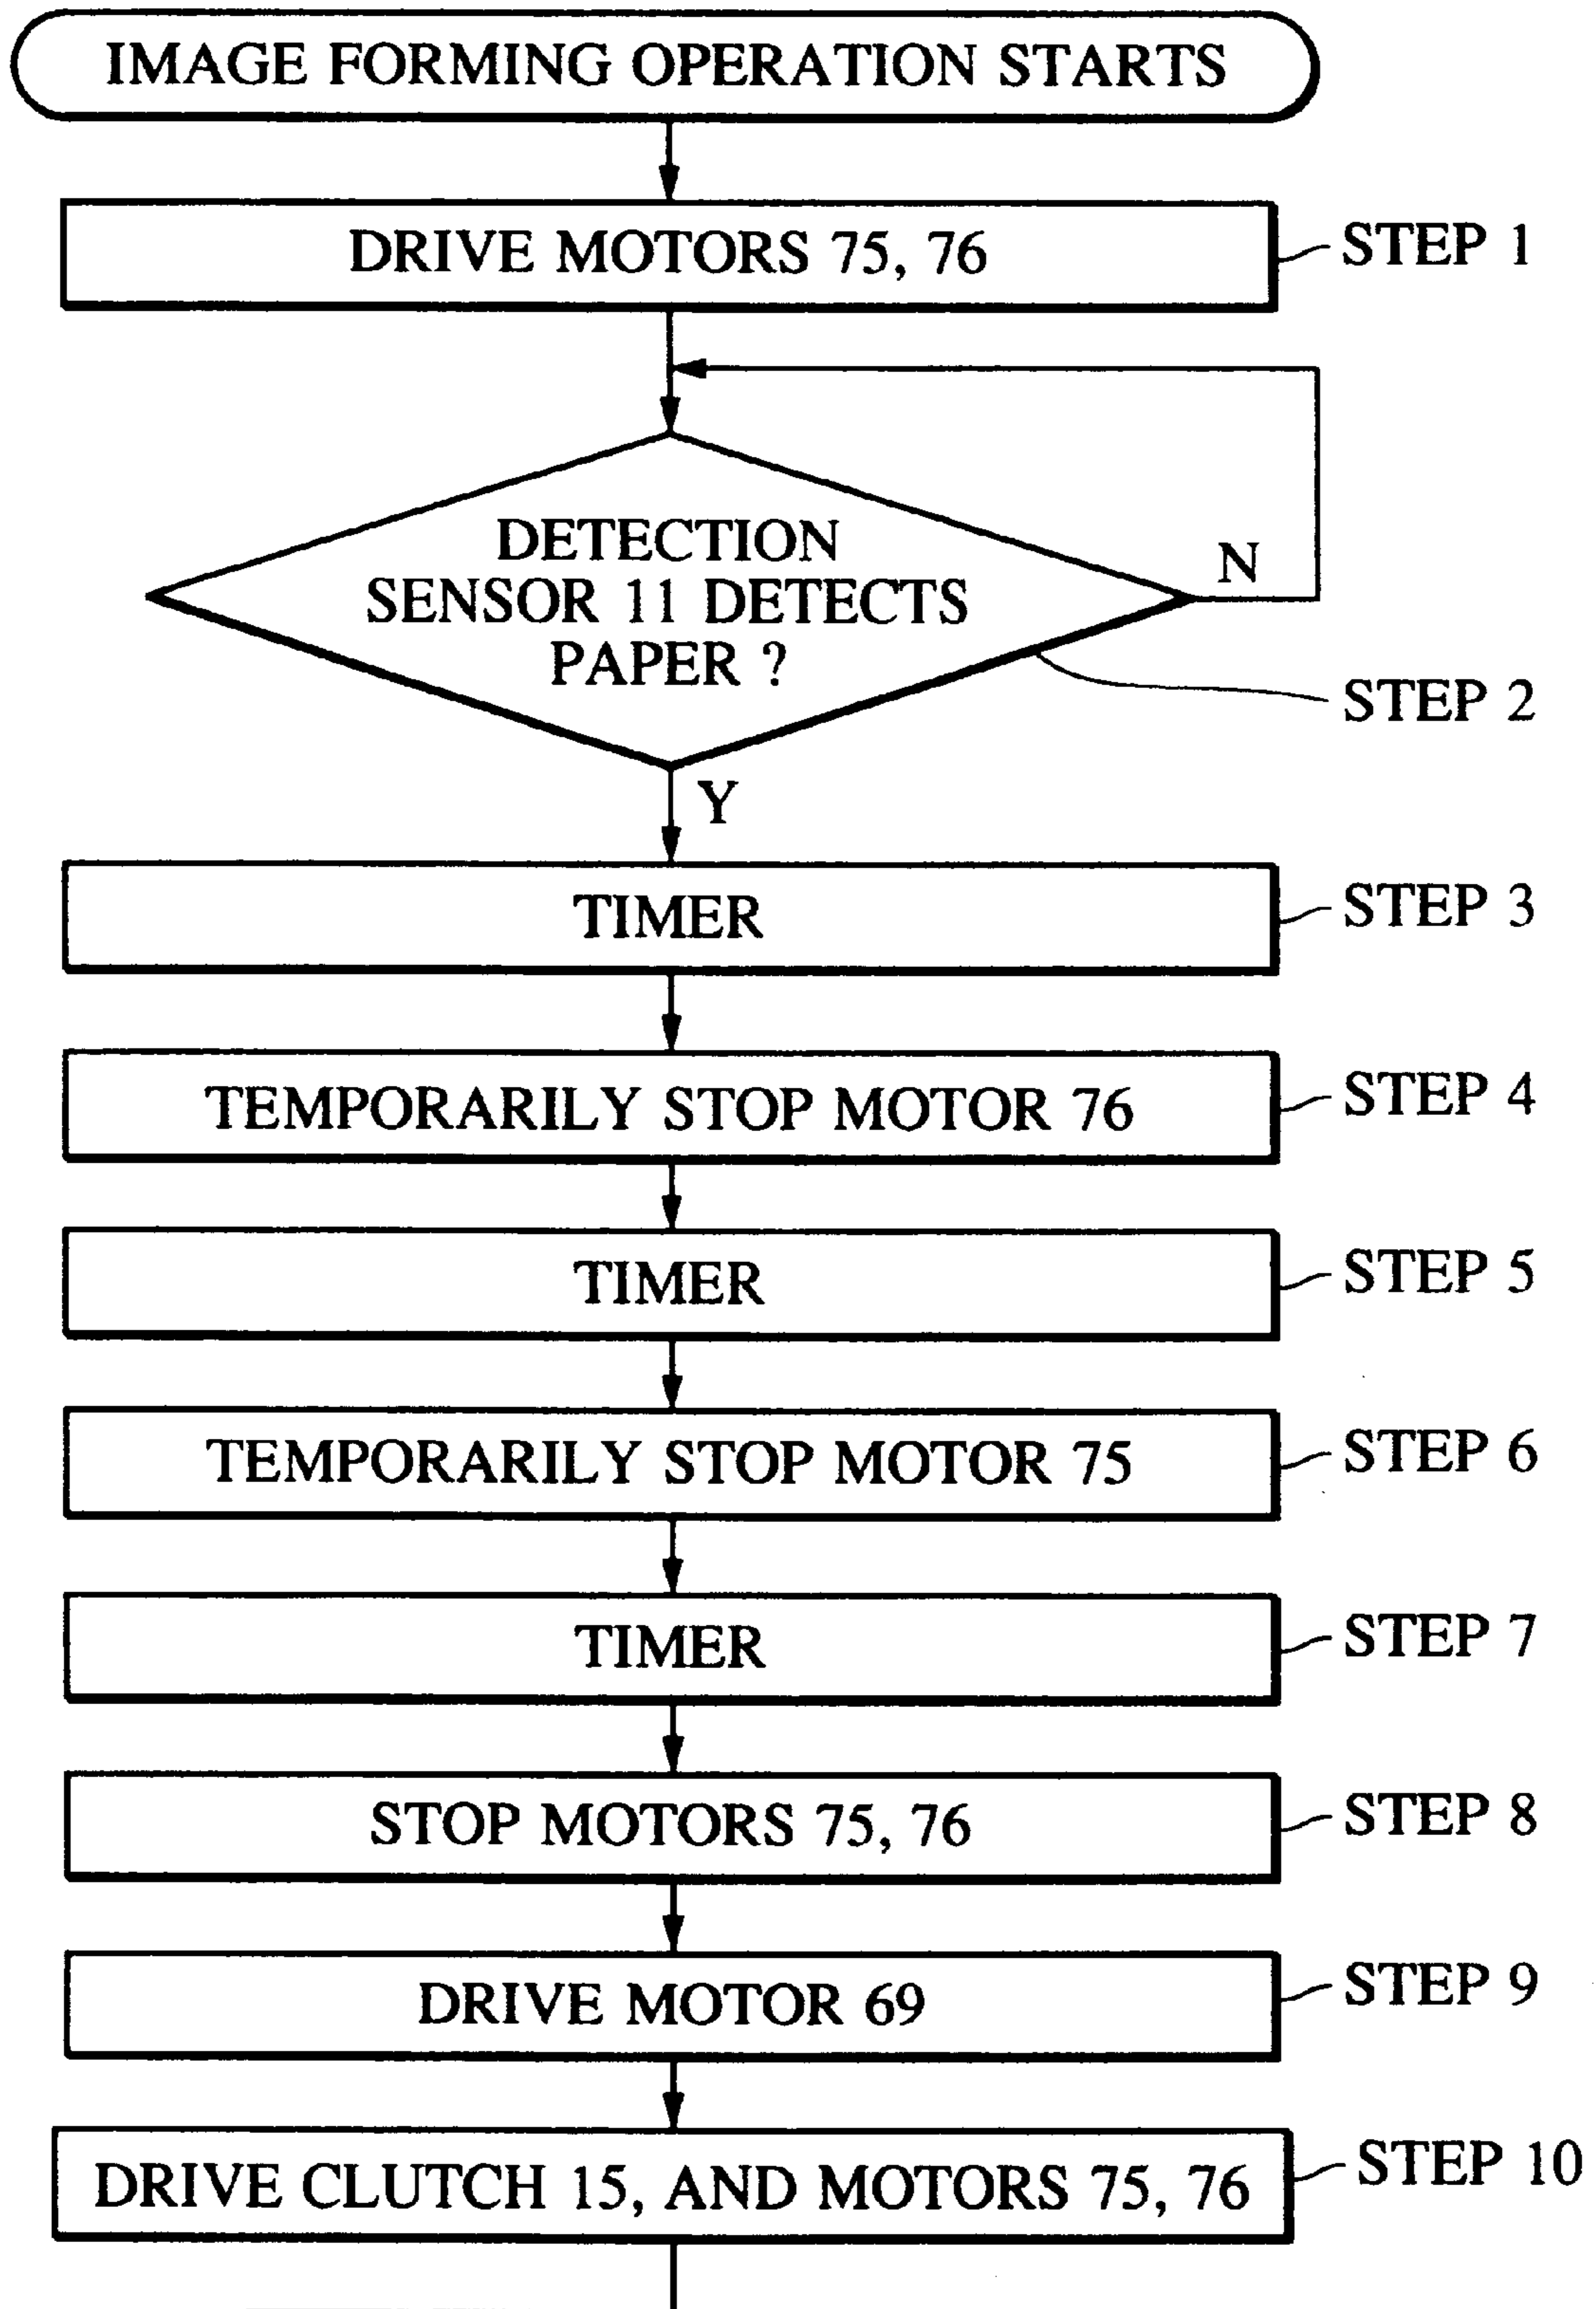 IMAGE FORMING OPERATION STARTS
DRIVE MOTORS 75, 76
STEP 1
DETECTION
SENSOR 11 DETECTS
PAPER ?
N
STEP 2
Y
TIMER
STEP 3
TEMPORARILY STOP MOTOR 76
STEP 4
TIMER
STEP 5
TEMPORARILY STOP MOTOR 75
STEP 6
TIMER
STEP 7
STOP MOTORS 75, 76
STEP 8
DRIVE MOTOR 69
STEP 9
DRIVE CLUTCH 15, AND MOTORS 75, 76
STEP 10